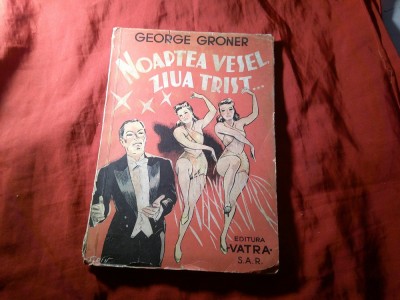 GEORGE GRONER
NOAPTEA VESEL
ZIUA TRIST...
EDITURA
"VATRA"
S.A.R.